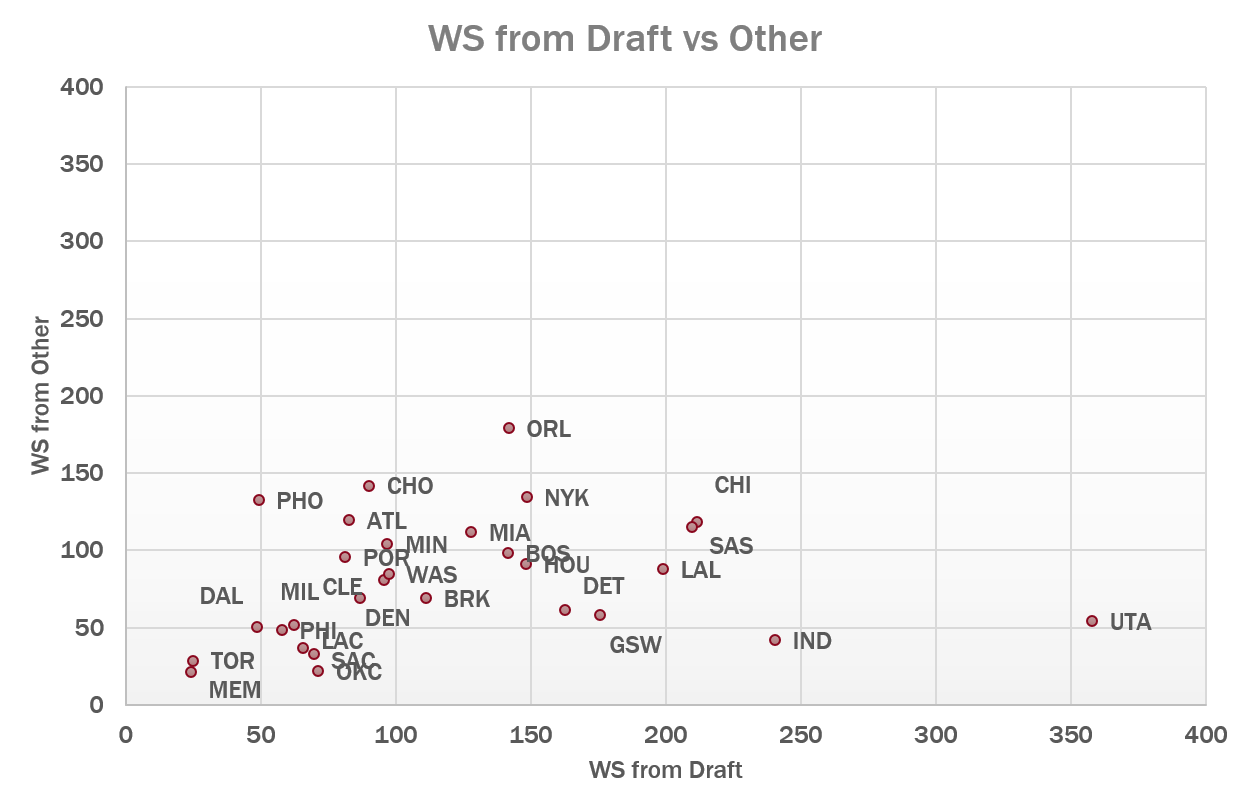 WS from Draft vs Other
400
350
300
250
200
150
100
50
0
WS from Other
ORL
CHI
CHO
NYK
PHO
ATL
MIA
MIN
SAS
BOS
POR
HOU
LAL
WAS
DET
CLE
MIL
DAL
BRK
DEN
UTA
PHI
LAC
IND
GSW
TOR
SAC
OKC
MEM
0
50
100
150
200
250
300
350
400
WS from Draft